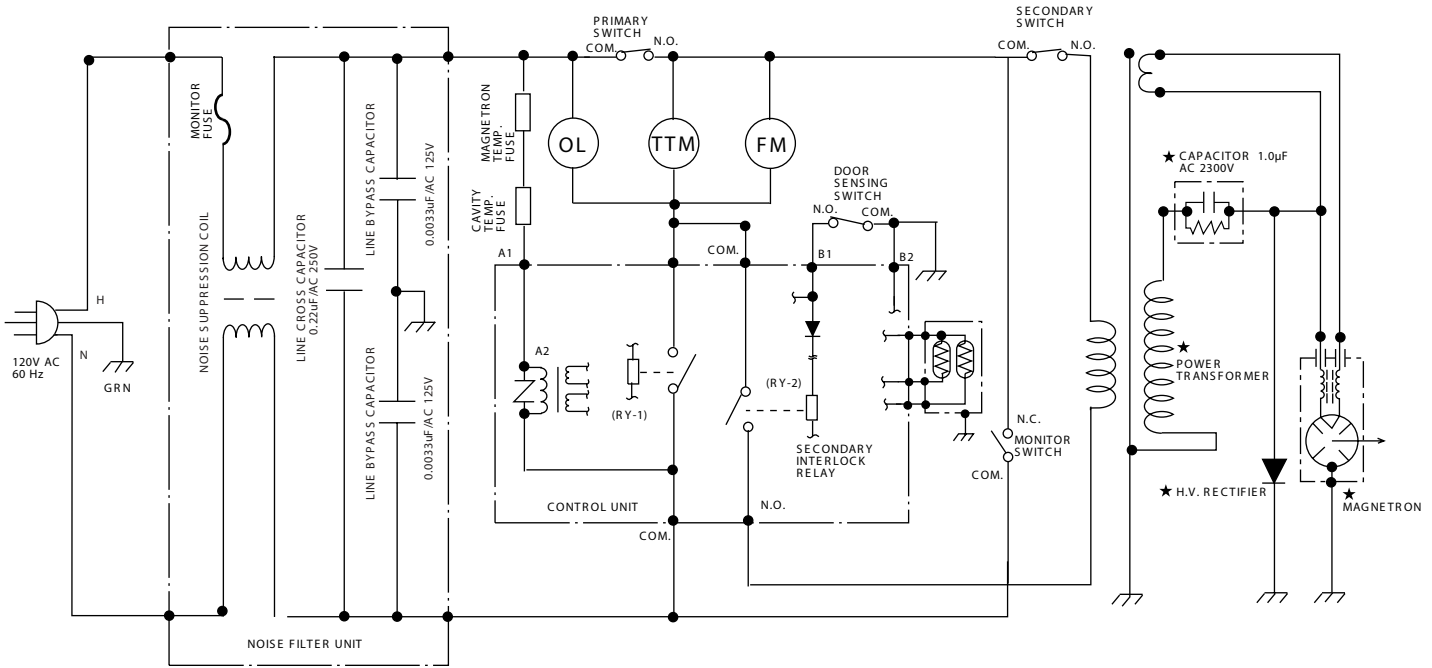 PRIMARY
SWITCH
COM.
N.O.
SECONDARY
SWITCH
COM.
N.O.
MONITOR
FUSE
NOISE SUPPRESSION COIL
LINE CROSS CAPACITOR
0.22uF/AC 250V
LINE BYPASS CAPACITOR
0.0033uF/AC 125V
LINE BYPASS CAPACITOR
0.0033uF/AC 125V
MAGNETRON
TEMP.
FUSE
CAVITY
TEMP.
FUSE
OL
TTM
FM
DOOR
SENSING
SWITCH
N.O.
COM.
★ CAPACITOR 1.0µF
AC 2300V
A1
COM.
B1
B2
H
N
120V AC
60 Hz
GRN
A2
(RY-1)
(RY-2)
SECONDARY
INTERLOCK
RELAY
★
POWER
TRANSFORMER
N.C.
MONITOR
SWITCH
COM.
CONTROL UNIT
N.O.
COM.
★ H.V. RECTIFIER
★
MAGNETRON
NOISE FILTER UNIT